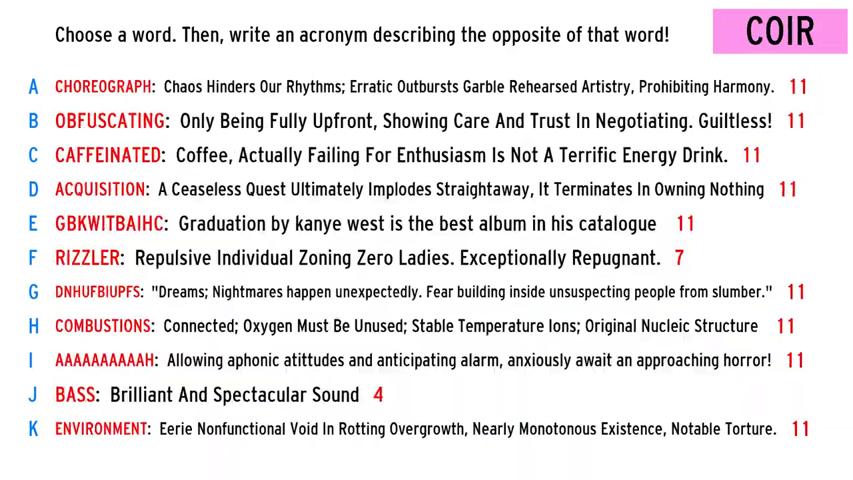 Choose a word. Then, write an acronym describing the opposite of that word!
COIR
A CHOREOGRAPH: Chaos Hinders Our Rhythms; Erratic Outbursts Garble Rehearsed Artistry, Prohibiting Harmony. 11
B OBFUSCATING: Only Being Fully Upfront, Showing Care And Trust In Negotiating. Guiltless! 11
C CAFFEINATED: Coffee, Actually Failing For Enthusiasm Is Not A Terrific Energy Drink. 11
D ACQUISITION: A Ceaseless Quest Ultimately Implodes Straightaway, It Terminates In Owning Nothing 11
E GBKWITBAIHC: Graduation by kanye west is the best album in his catalogue 11
F RIZZLER: Repulsive Individual Zoning Zero Ladies. Exceptionally Repugnant. 7
G DNHUFBIUPFS: "Dreams; Nightmares happen unexpectedly. Fear building inside unsuspecting people from slumber." 11
H COMBUSTIONS: Connected; Oxygen Must Be Unused; Stable Temperature Ions; Original Nucleic Structure 11
I AAAAAAAAAAH: Allowing aphonic atittudes and anticipating alarm, anxiously await an approaching horror! 11
J BASS: Brilliant And Spectacular Sound 4
K ENVIRONMENT: Eerie Nonfunctional Void In Rotting Overgrowth, Nearly Monotonous Existence, Notable Torture. 11